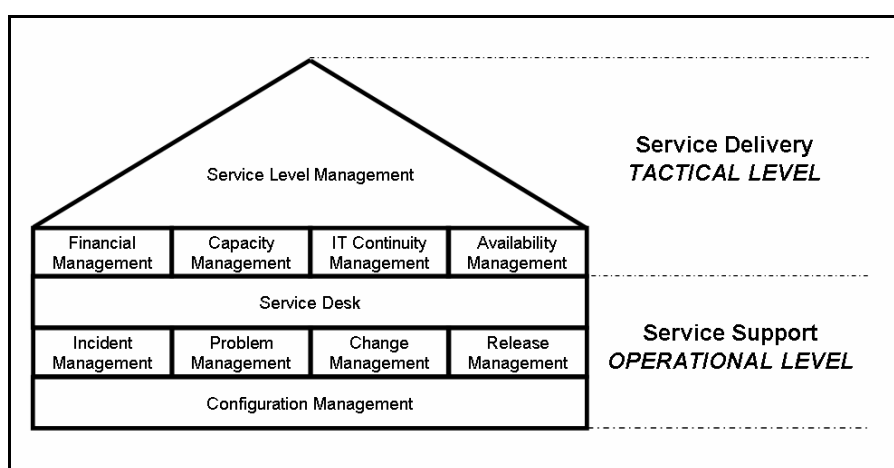 Service Level Management
Service Delivery
TACTICAL LEVEL
Financial
Management
Capacity
Management
IT Continuity
Management
Availability
Management
Service Desk
Incident
Management
Problem
Management
Change
Management
Release
Management
Service Support
OPERATIONAL LEVEL
Configuration Management